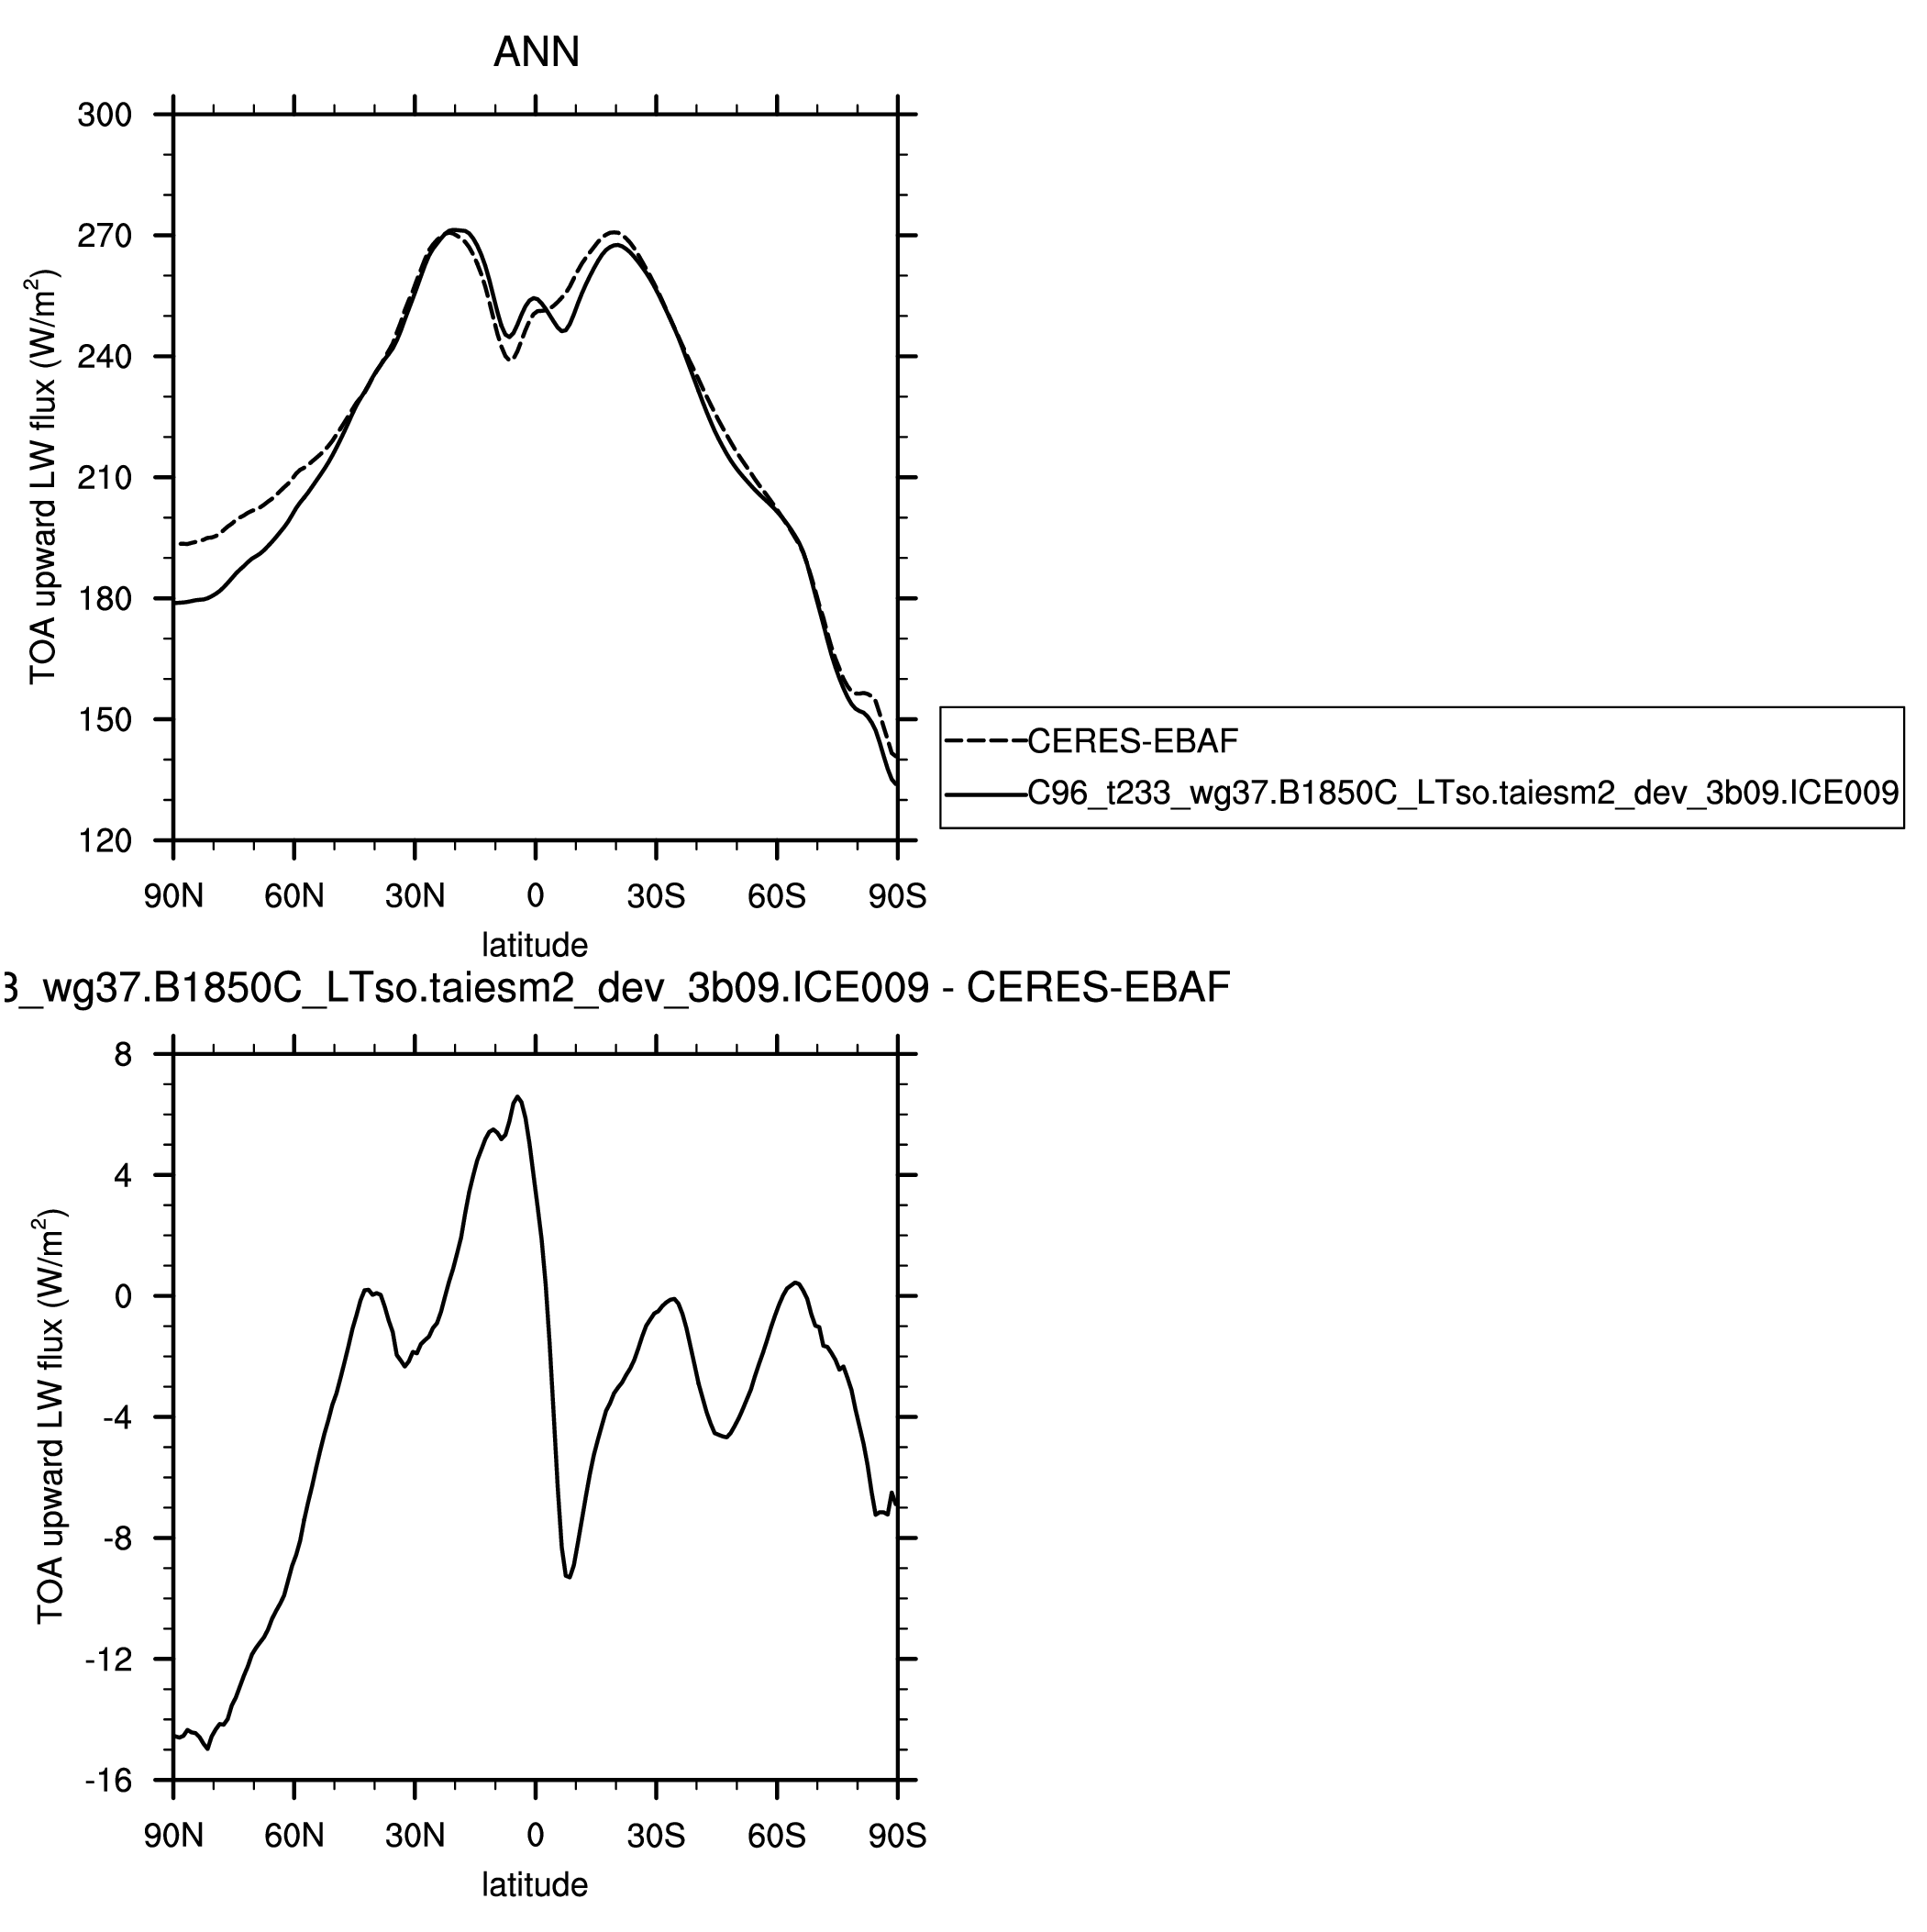 ANN
300
270
240
210
180
150
120
TOA upward LW flux (W/m2)
90N 60N 30N 0 30S 60S 90S
latitude
CERES-EBAF
C96_t233_wg37.B1850C_LTso.taiesm2_dev_3b09.ICE009
3_wg37.B1850C_LTso.taiesm2_dev_3b09.ICE009 - CERES-EBAF
8
4
0
-4
-8
-12
-16
TOA upward LW flux (W/m2)
90N 60N 30N 0 30S 60S 90S
latitude